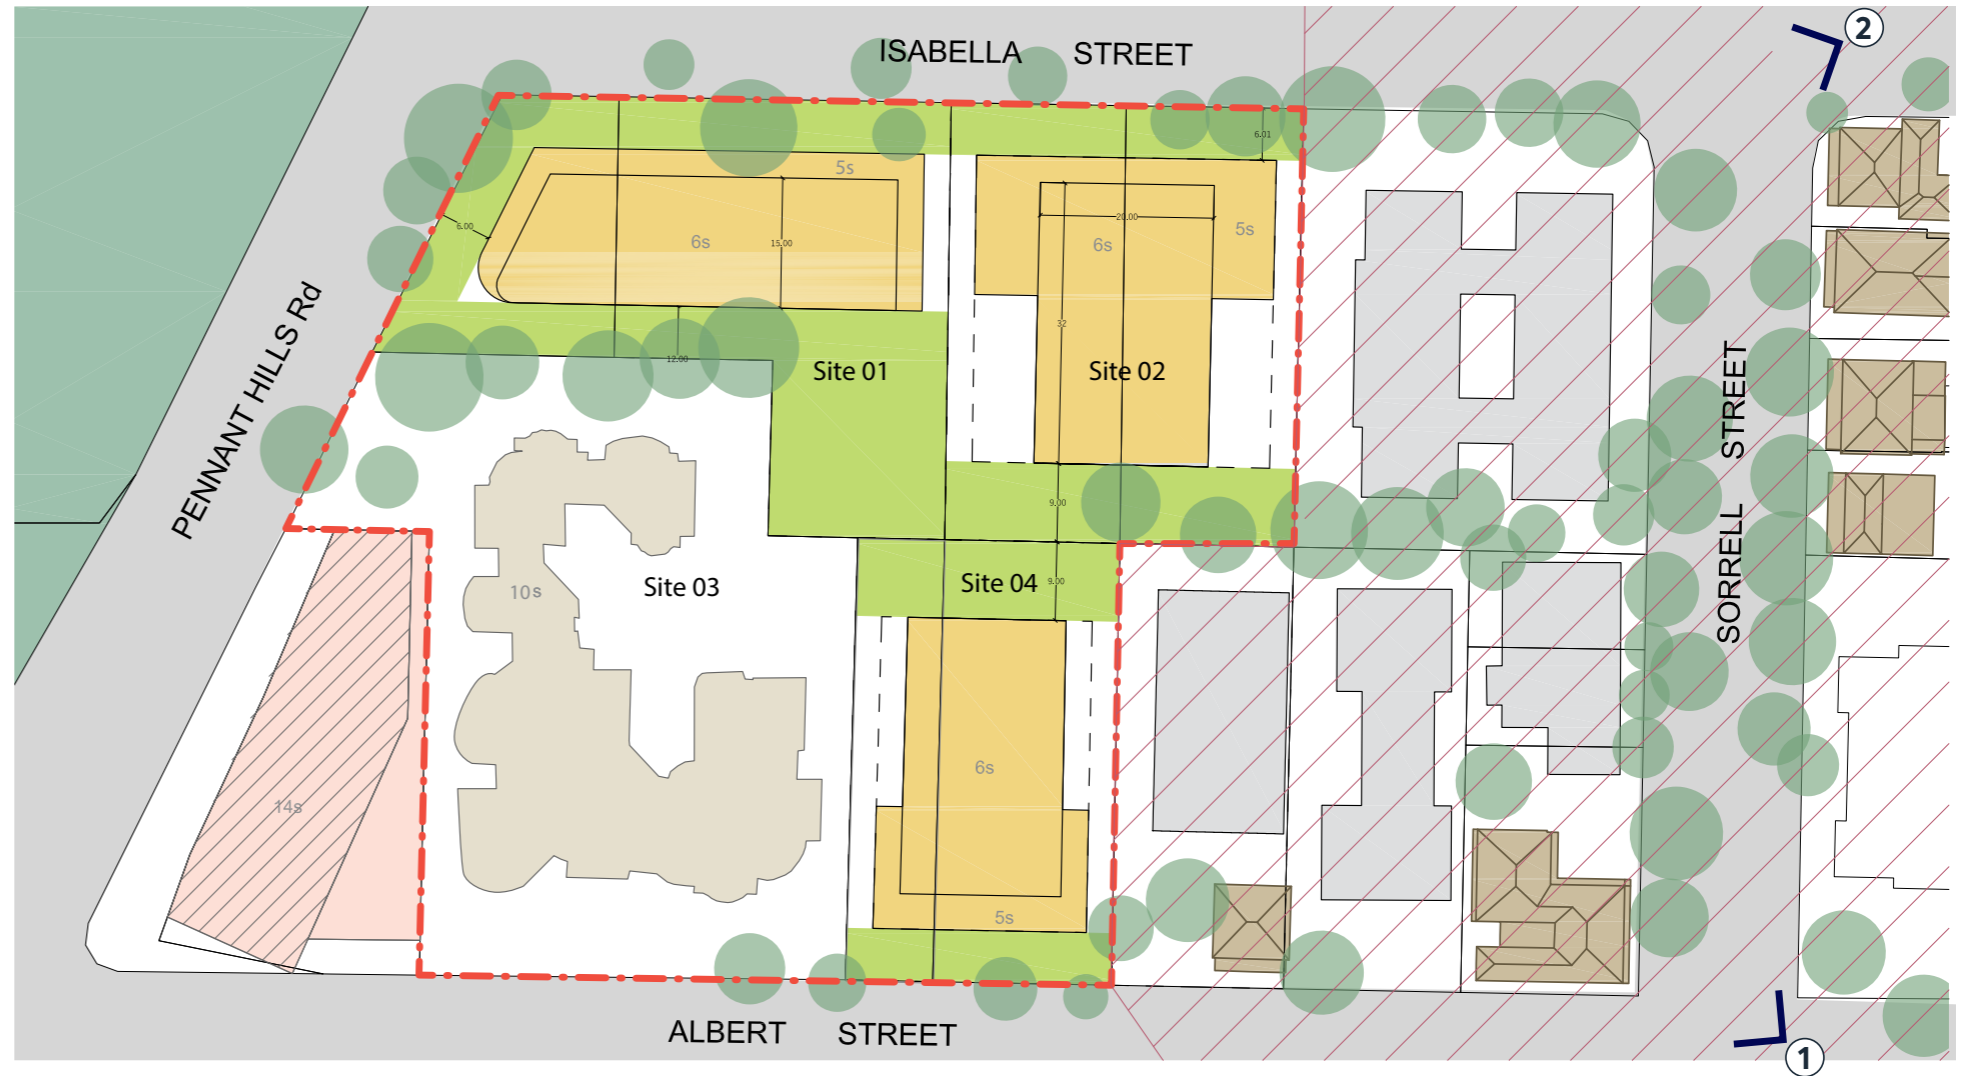 ISABELLA STREET
2
6.01
5s
6.00
6s
15.00
20.00
6s
5s
32
12.00
Site 01
Site 02
PENNANT HILLS Rd
SORRELL STREET
9.00
10s
Site 03
Site 04
9.00
6s
14s
5s
ALBERT STREET
1